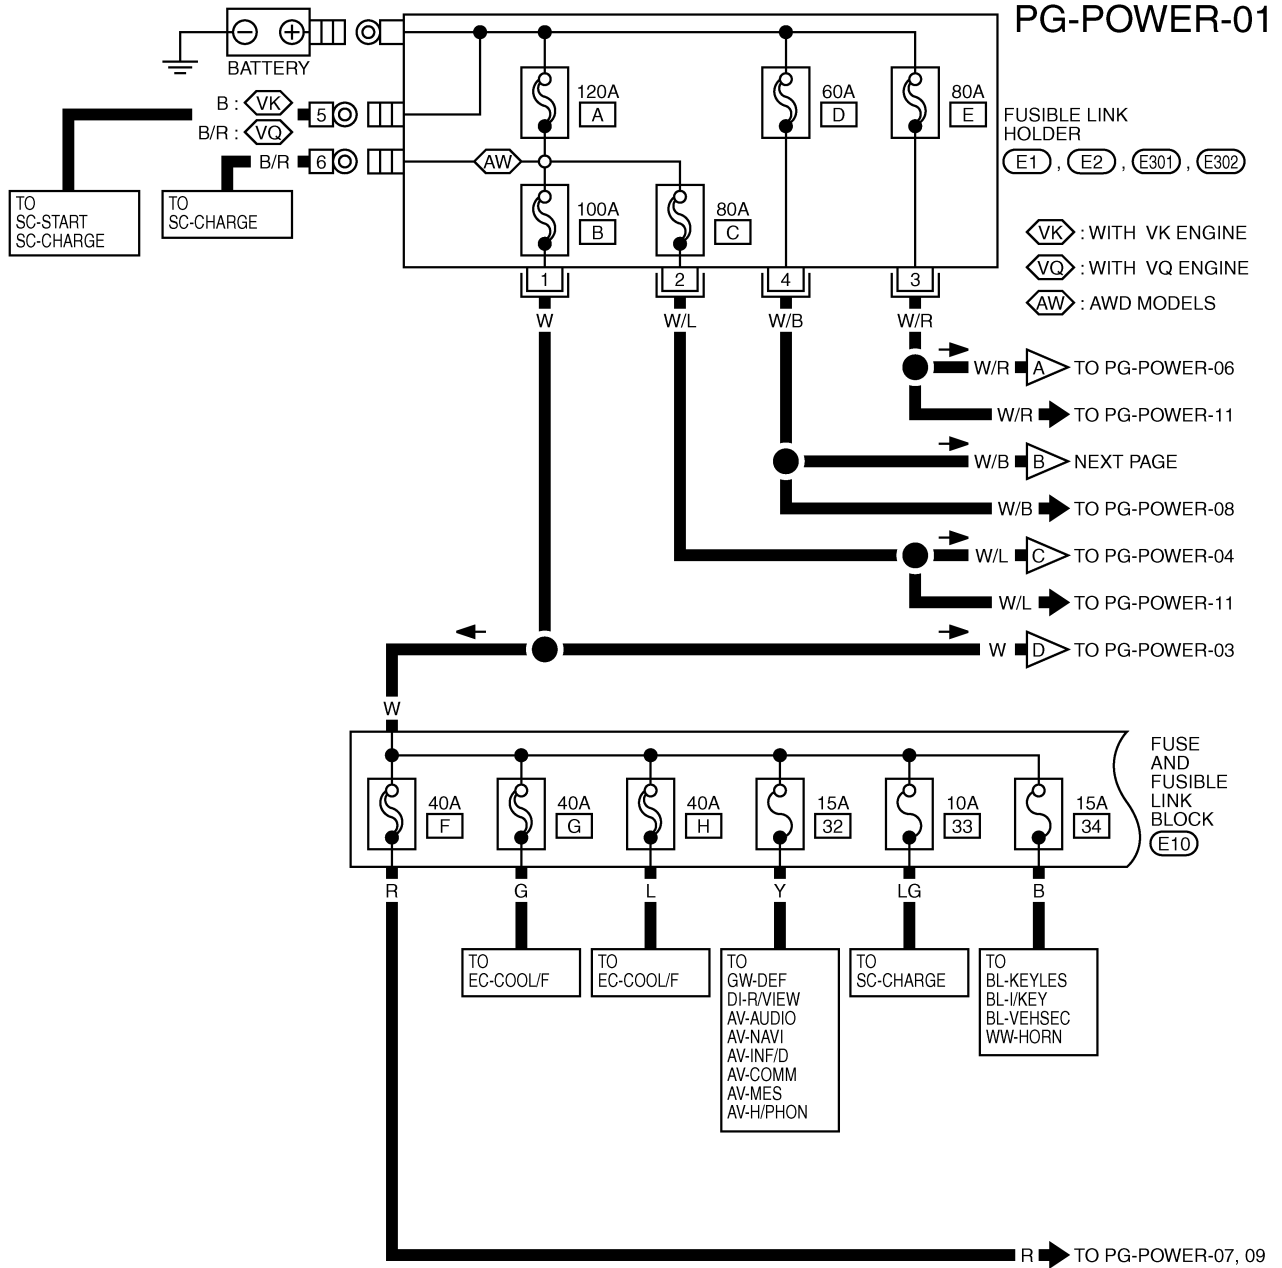 PG-POWER-01
BATTERY
B : VK
B/R : VQ
5
B/R
6
AW
TO
SC-START
SC-CHARGE
TO
SC-CHARGE
120A
A
60A
D
80A
E
100A
B
80A
C
FUSIBLE LINK
HOLDER
E1 , E2 , E301 , E302
VK : WITH VK ENGINE
VQ : WITH VQ ENGINE
AW : AWD MODELS
1
2
4
3
W
W/L
W/B
W/R
W/R A TO PG-POWER-06
W/R TO PG-POWER-11
W/B B NEXT PAGE
W/B TO PG-POWER-08
W/L C TO PG-POWER-04
W/L TO PG-POWER-11
W D TO PG-POWER-03
W
FUSE
AND
FUSIBLE
LINK
BLOCK
E10
40A
F
40A
G
40A
H
15A
32
10A
33
15A
34
R
G
L
Y
LG
B
TO
EC-COOL/F
TO
EC-COOL/F
TO
GW-DEF
DI-R/VIEW
AV-AUDIO
AV-NAVI
AV-INF/D
AV-COMM
AV-MES
AV-H/PHON
TO
SC-CHARGE
TO
BL-KEYLES
BL-I/KEY
BL-VEHSEC
WW-HORN
R TO PG-POWER-07, 09